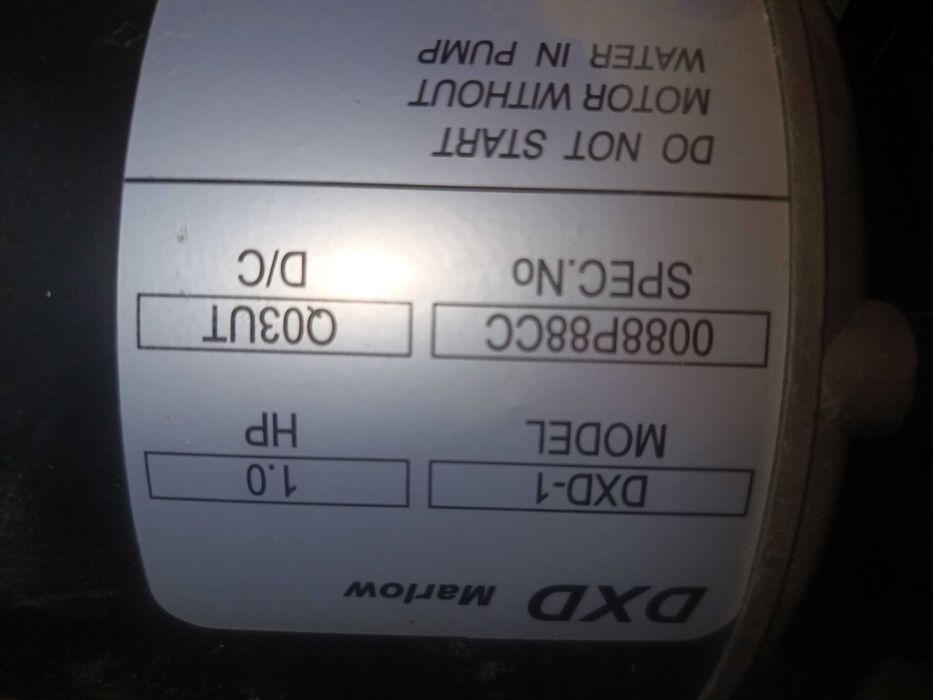 DXD Marlow
DXD-1 1.0
MODEL HP
0088P88CC Q03UT
SPEC.No D/C
DO NOT START
MOTOR WITHOUT
WATER IN PUMP